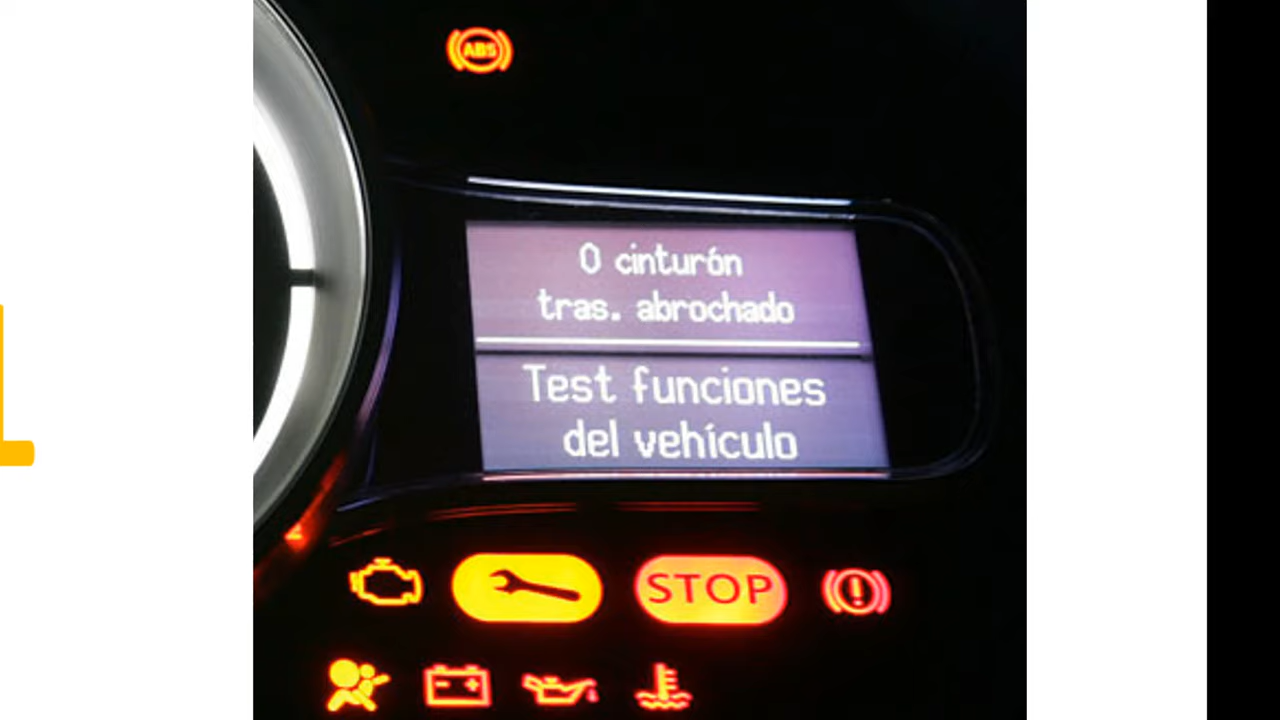 ABS
0 cinturón
tras. abrochado
Test funciones
del vehículo
STOP